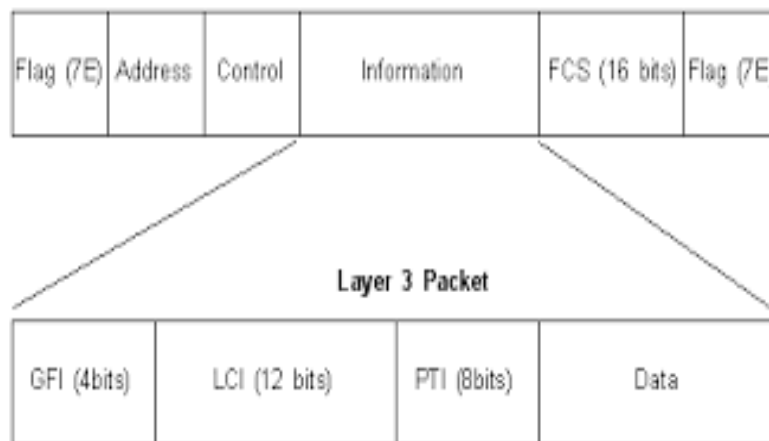 Flag (7E) Address Control Information FCS (16 bits) Flag (7E
Layer 3 Packet
GFI (4bits) LCI (12 bits) PTI (8bits) Data